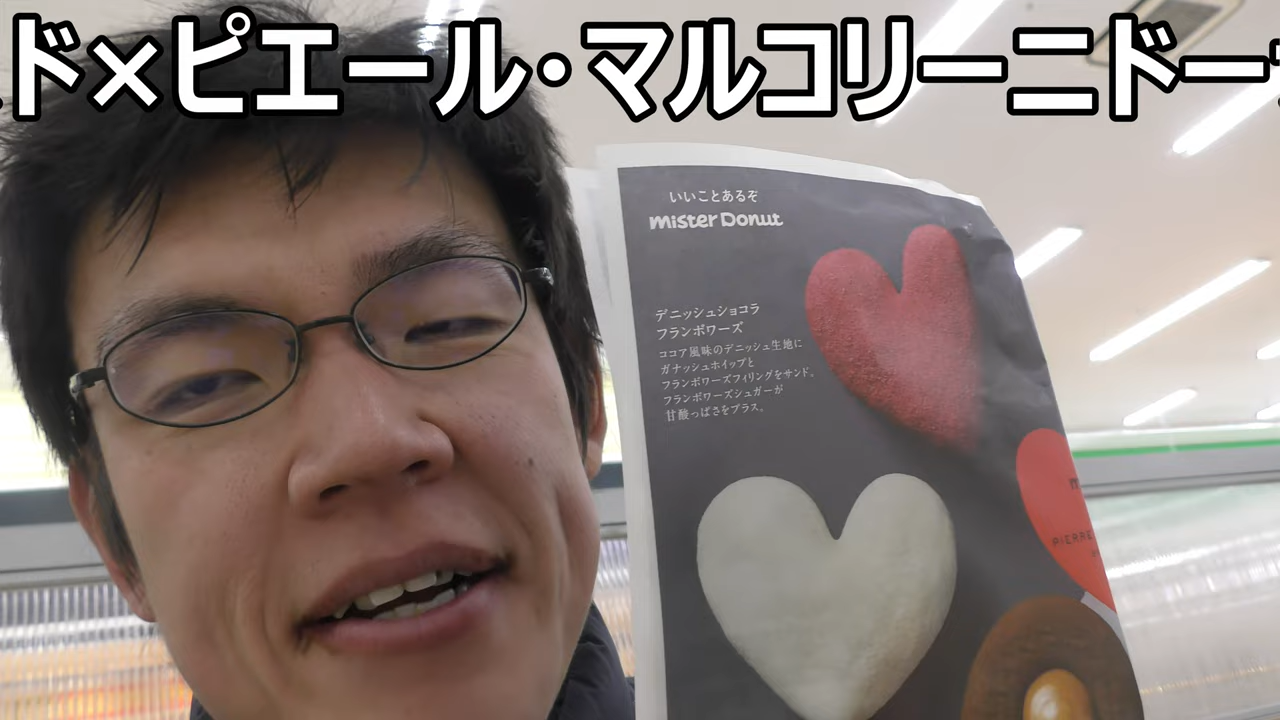 ド×ピエール・マルコリーニドー
いいことあるぞ
mister Donut
デニッシュショコラ
フランボワーズ
ココア風味のデニッシュ生地に
ガナッシュホイップと
フランボワーズフィリングをサンド。
フランボワーズシュガーが
甘酸っぱさをプラス。
PIERRE